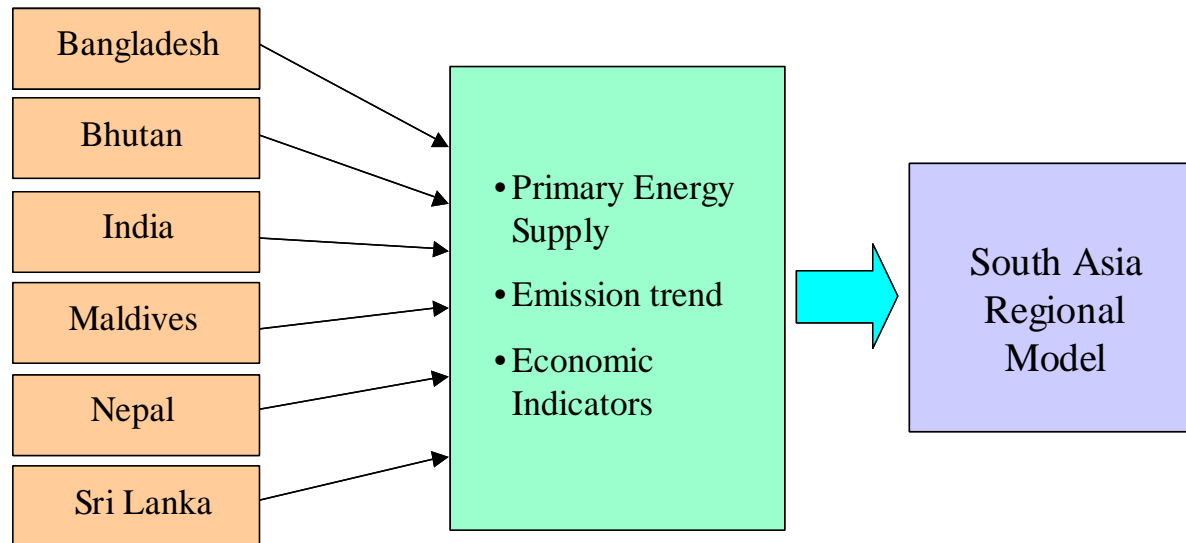 Bangladesh
Bhutan
India
Maldives
Nepal
Sri Lanka
• Primary Energy
Supply
• Emission trend
• Economic
Indicators
South Asia
Regional
Model